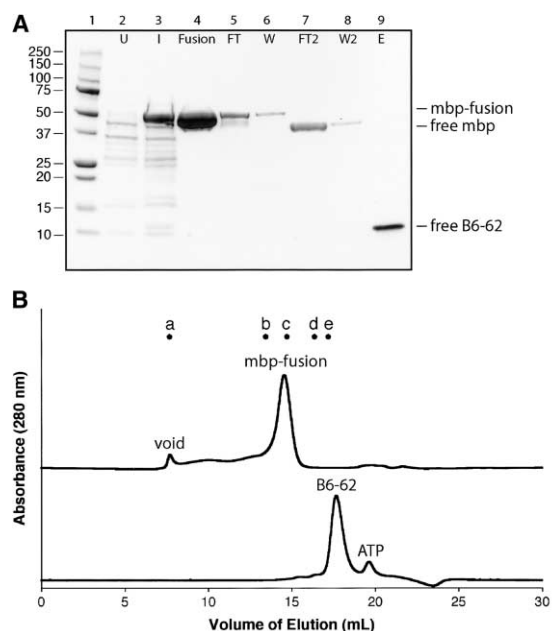 A
1 2 3 4 5 6 7 8 9
U I Fusion FT W FT2 W2 E
250
150
100
75
50
37
25
20
15
10
mbp-fusion
free mbp
free B6-62
B
a b c d e
mbp-fusion
void
B6-62
ATP
Absorbance (280 nm)
0 5 10 15 20 25 30
Volume of Elution (mL)